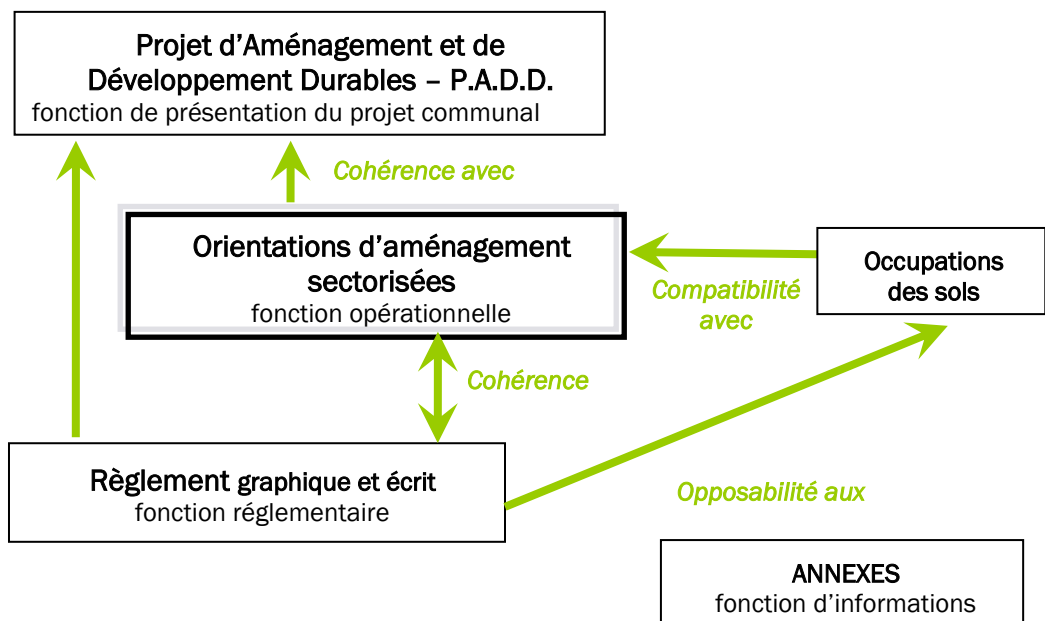 Projet d’Aménagement et de
Développement Durables – P.A.D.D.
fonction de présentation du projet communal
Cohérence avec
Orientations d’aménagement
sectorisées
fonction opérationnelle
Compatibilité
avec
Occupations
des sols
Cohérence
Règlement graphique et écrit
fonction réglementaire
Opposabilité aux
ANNEXES
fonction d’informations